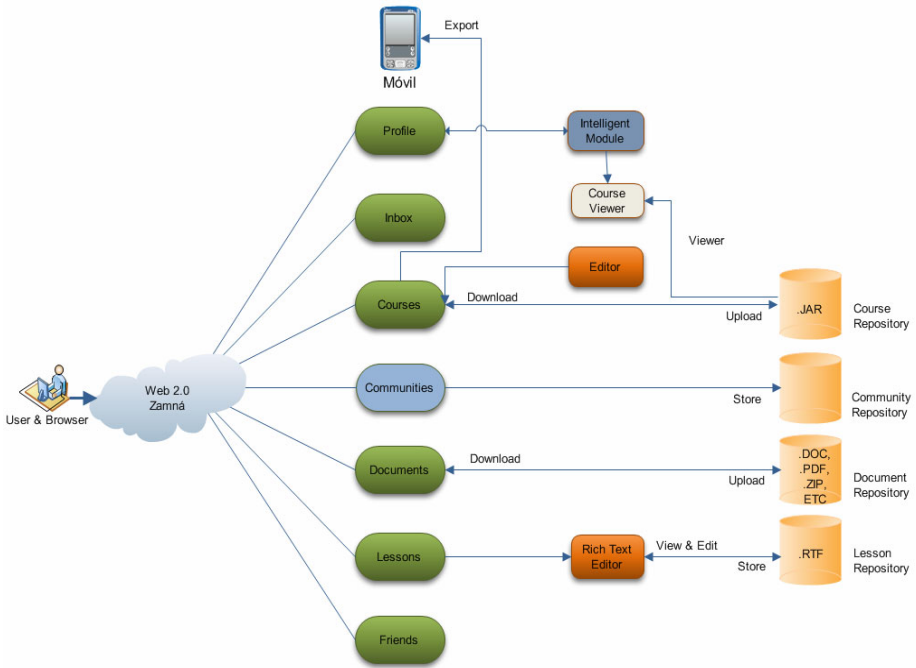 Export
Móvil
Profile
Intelligent
Module
Course
Viewer
Inbox
Viewer
Editor
Courses
Download
Upload
.JAR
Course
Repository
Web 2.0
Zamná
User & Browser
Communities
Store
Community
Repository
Documents
Download
Upload
.DOC,
.PDF,
.ZIP,
ETC
Document
Repository
Lessons
Rich Text
Editor
View & Edit
Store
.RTF
Lesson
Repository
Friends